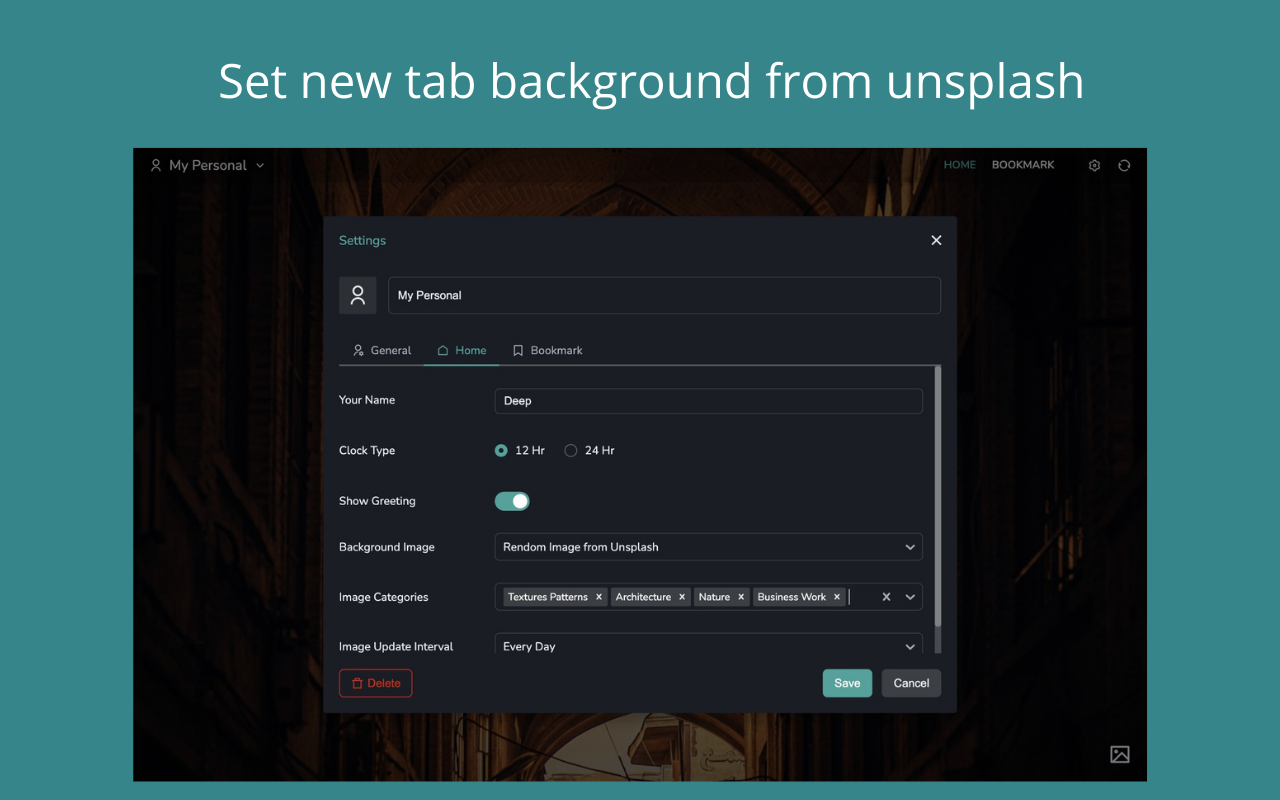 Set new tab background from unsplash
My Personal HOME BOOKMARK
Settings
My Personal
General Home Bookmark
Your Name Deep
Clock Type 12 Hr 24 Hr
Show Greeting
Background Image Rendom Image from Unsplash
Image Categories Textures Patterns Architecture Nature Business Work
Image Update Interval Every Day
Delete Save Cancel